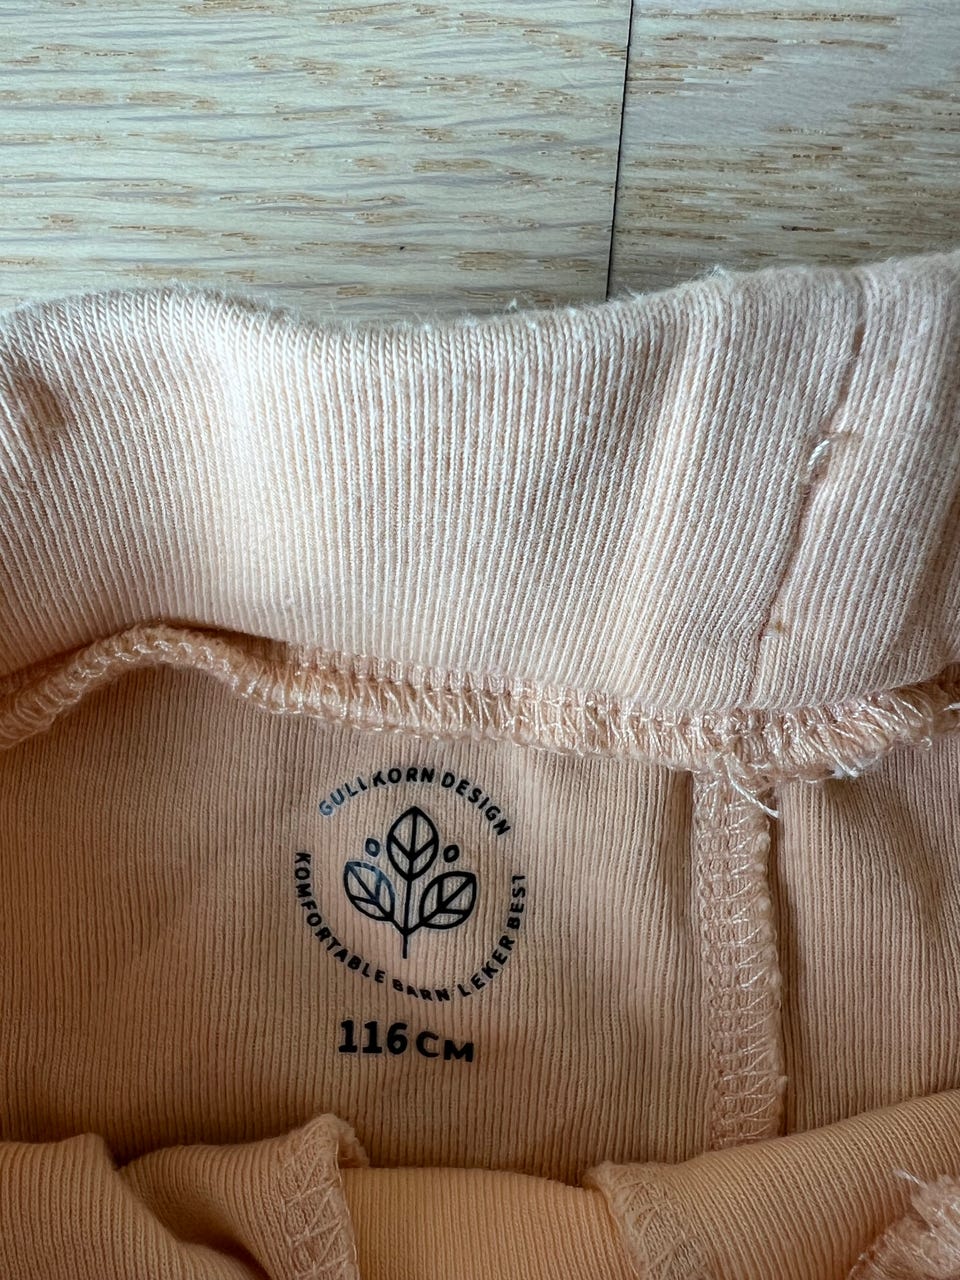 GULLKORN DESIGN
KOMFORTABLE BARN LEKER BEST
116 CM